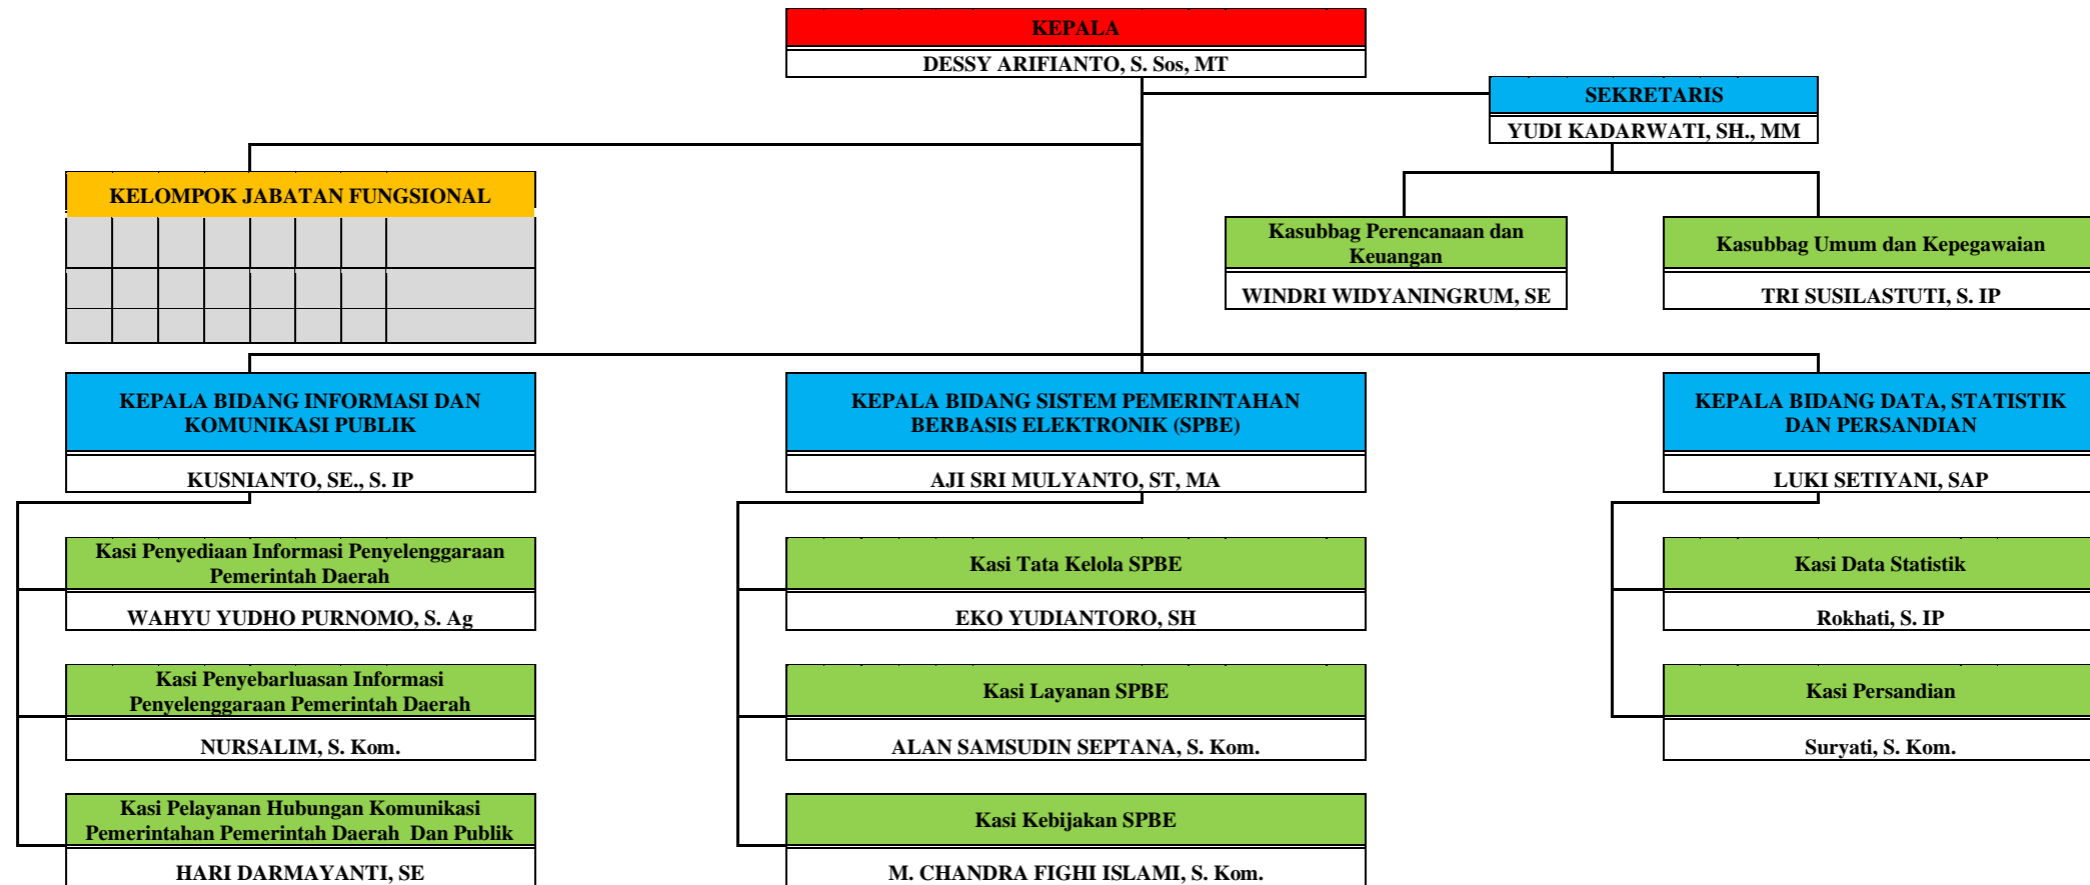 KEPALA
DESSY ARIFIANTO, S. Sos, MT
SEKRETARIS
YUDI KADARWATI, SH., MM
KELOMPOK JABATAN FUNGSIONAL
Kasubbag Perencanaan dan
Keuangan
WINDRI WIDYANINGRUM, SE
Kasubbag Umum dan Kepegawaian
TRI SUSILASTUTI, S. IP
KEPALA BIDANG INFORMASI DAN
KOMUNIKASI PUBLIK
KUSNIANTO, SE., S. IP
KEPALA BIDANG SISTEM PEMERINTAHAN
BERBASIS ELEKTRONIK (SPBE)
AJI SRI MULYANTO, ST, MA
KEPALA BIDANG DATA, STATISTIK
DAN PERSANDIAN
LUKI SETIYANI, SAP
Kasi Penyediaan Informasi Penyelenggaraan
Pemerintah Daerah
WAHYU YUDHO PURNOMO, S. Ag
Kasi Tata Kelola SPBE
EKO YUDIANTORO, SH
Kasi Data Statistik
Rokhati, S. IP
Kasi Penyebarluasan Informasi
Penyelenggaraan Pemerintah Daerah
NURSALIM, S. Kom.
Kasi Layanan SPBE
ALAN SAMSUDIN SEPTANA, S. Kom.
Kasi Persandian
Suryati, S. Kom.
Kasi Pelayanan Hubungan Komunikasi
Pemerintahan Pemerintah Daerah  Dan Publik
HARI DARMAYANTI, SE
Kasi Kebijakan SPBE
M. CHANDRA FIGHI ISLAMI, S. Kom.